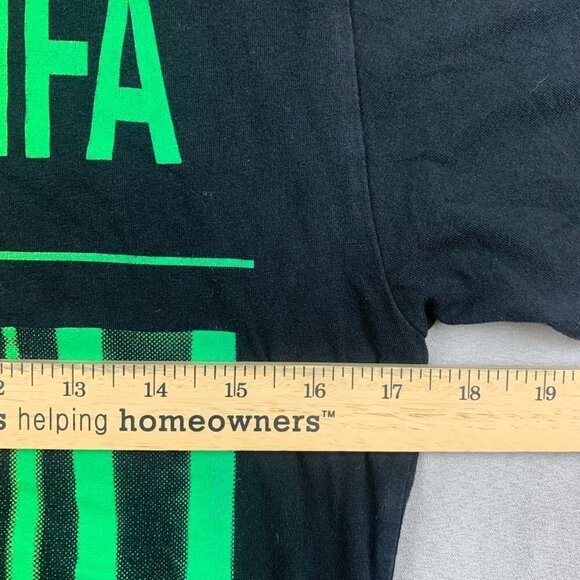 IFA
12 13 14 15 16 17 18 19
s helping homeowners™